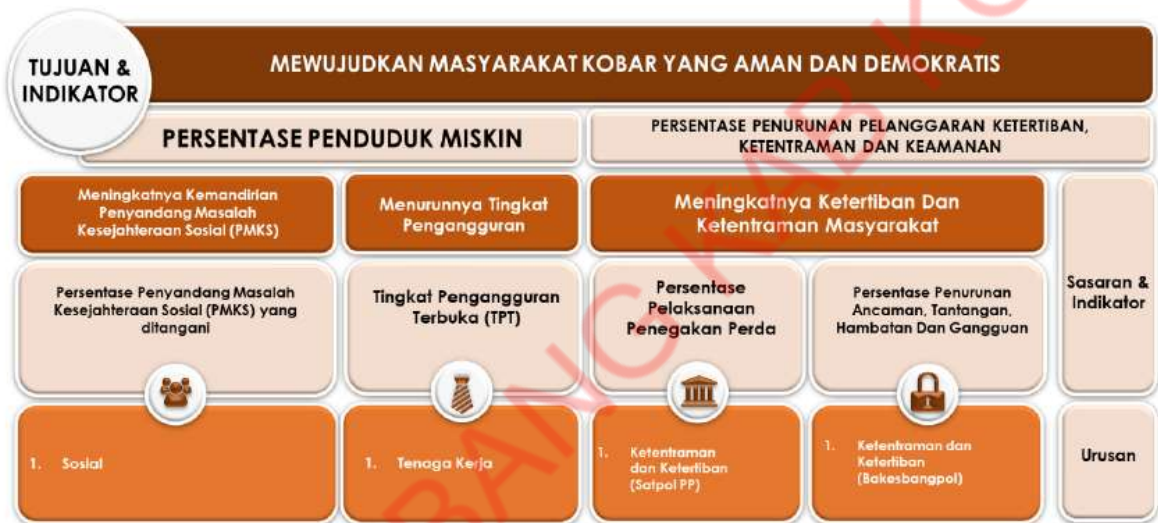 TUJUAN &
INDIKATOR
MEWUJUDKAN MASYARAKAT KOBAR YANG AMAN DAN DEMOKRATIS
PERSENTASE PENDUDUK MISKIN
PERSENTASE PENURUNAN PELANGGARAN KETERTIBAN,
KETENTRAMAN DAN KEAMANAN
Meningkatnya Kemandirian
Penyandang Masalah
Kesejahteraan Sosial (PMKS)
Menurunnya Tingkat
Pengangguran
Meningkatnya Ketertiban Dan
Ketentraman Masyarakat
Sasaran &
Indikator
Persentase Penyandang Masalah
Kesejahteraan Sosial (PMKS) yang
ditangani
Tingkat Pengangguran
Terbuka (TPT)
Persentase
Pelaksanaan
Penegakan Perda
Persentase Penurunan
Ancaman, Tantangan,
Hambatan Dan Gangguan
1. Sosial
1. Tenaga Kerja
1. Ketentraman
dan Ketertiban
(Satpol PP)
1. Ketentraman dan
Ketertiban
(Bakesbangpol)
Urusan
BANG KAB KO